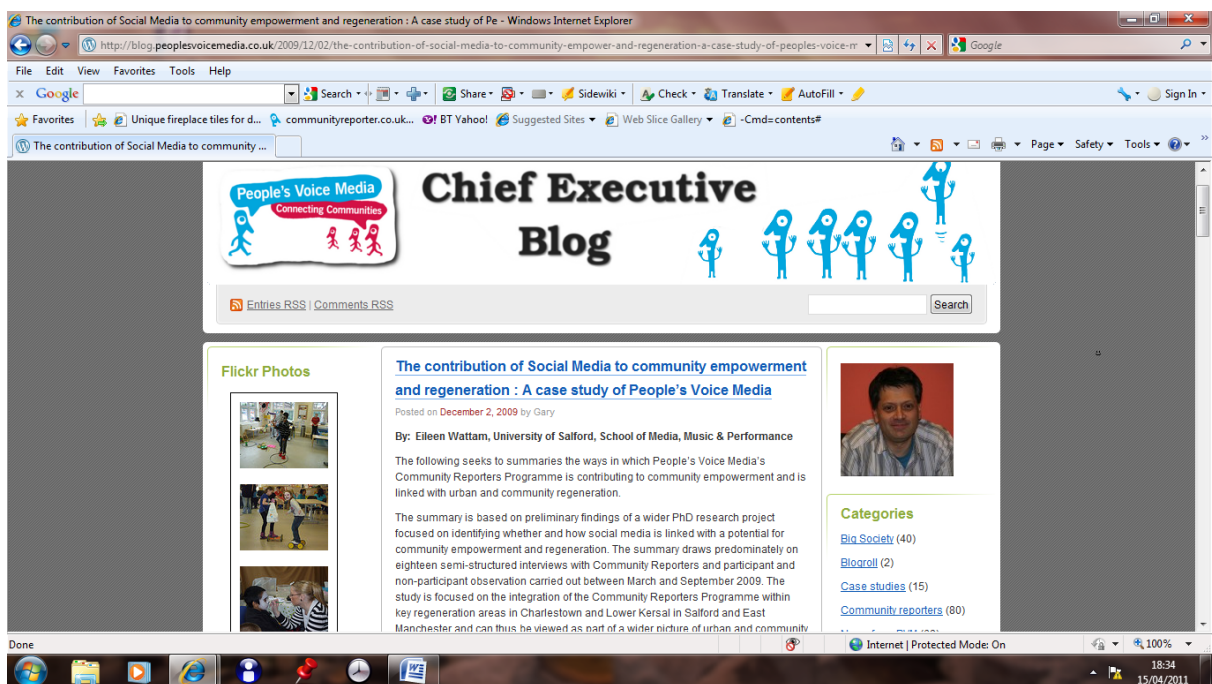 The contribution of Social Media to community empowerment and regeneration : A case study of Pe - Windows Internet Explorer
http://blog.peoplesvoicemedia.co.uk/2009/12/02/the-contribution-of-social-media-to-community-empower-and-regeneration-a-case-study-of-peoples-voice-m
Google
File Edit View Favorites Tools Help
x Google Search Share Sidewiki Check Translate AutoFill Sign In
Favorites Unique fireplace tiles for d... communityreporter.co.uk... BT Yahoo! Suggested Sites Web Slice Gallery -Cmd=contents#
The contribution of Social Media to community ... Page Safety Tools
People's Voice Media
Connecting Communities
Chief Executive
Blog
Entries RSS | Comments RSS
Search
Flickr Photos
The contribution of Social Media to community empowerment
and regeneration : A case study of People's Voice Media
Posted on December 2, 2009 by Gary
By: Eileen Wattam, University of Salford, School of Media, Music & Performance
The following seeks to summaries the ways in which People's Voice Media's
Community Reporters Programme is contributing to community empowerment and is
linked with urban and community regeneration.
The summary is based on preliminary findings of a wider PhD research project
focused on identifying whether and how social media is linked with a potential for
community empowerment and regeneration. The summary draws predominately on
eighteen semi-structured interviews with Community Reporters and participant and
non-participant observation carried out between March and September 2009. The
study is focused on the integration of the Community Reporters Programme within
key regeneration areas in Charlestown and Lower Kersal in Salford and East
Manchester and can thus be viewed as part of a wider picture of urban and community
Categories
Big Society (40)
Blogroll (2)
Case studies (15)
Community reporters (80)
Done
Internet | Protected Mode: On
100%
18:34
15/04/2011